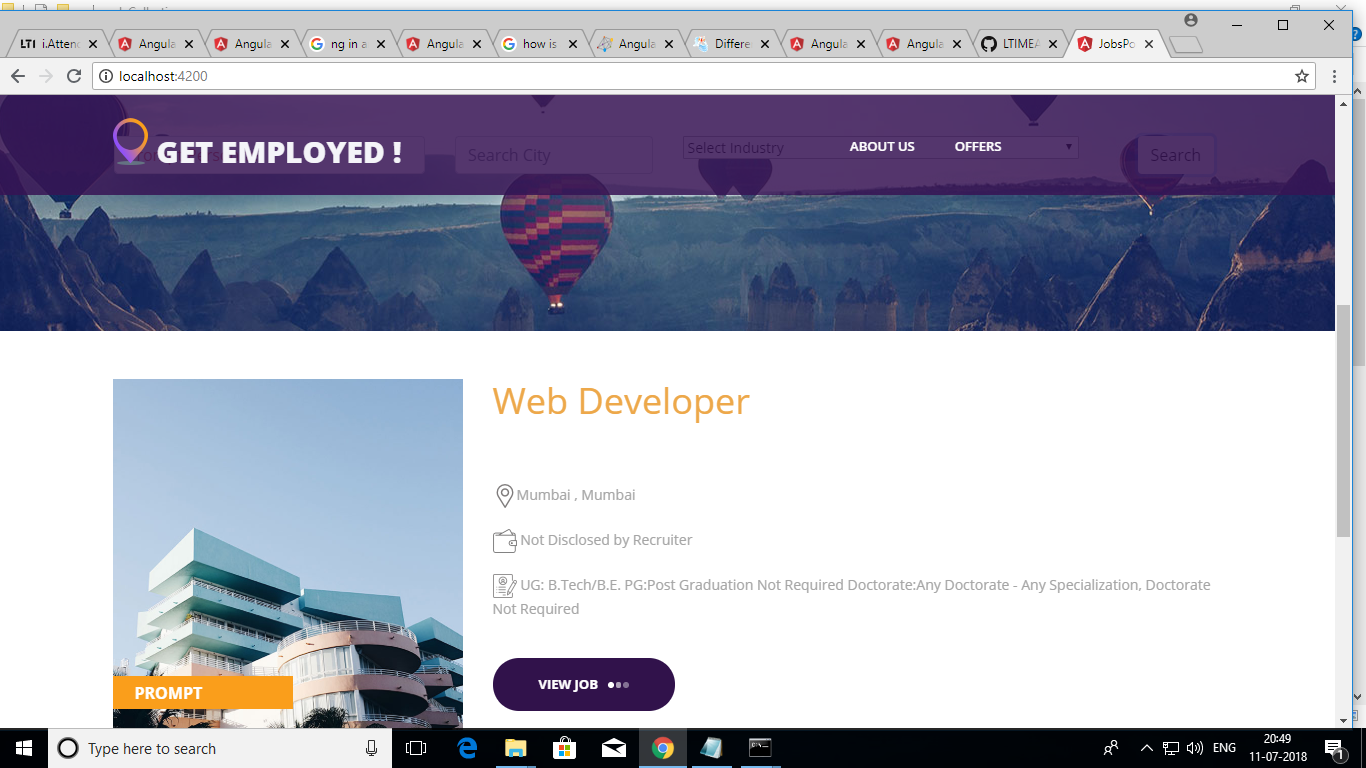 LTI i.Attend
Angula
Angula
ng in a
Angula
how is
Angula
Differe
Angula
Angula
LTIMEA
JobsPo
localhost:4200
GET EMPLOYED !
Search City
Select Industry
ABOUT US
OFFERS
Search
Web Developer
Mumbai , Mumbai
Not Disclosed by Recruiter
UG: B.Tech/B.E. PG:Post Graduation Not Required Doctorate:Any Doctorate - Any Specialization, Doctorate
Not Required
VIEW JOB
PROMPT
Type here to search
ENG
20:49
11-07-2018
1